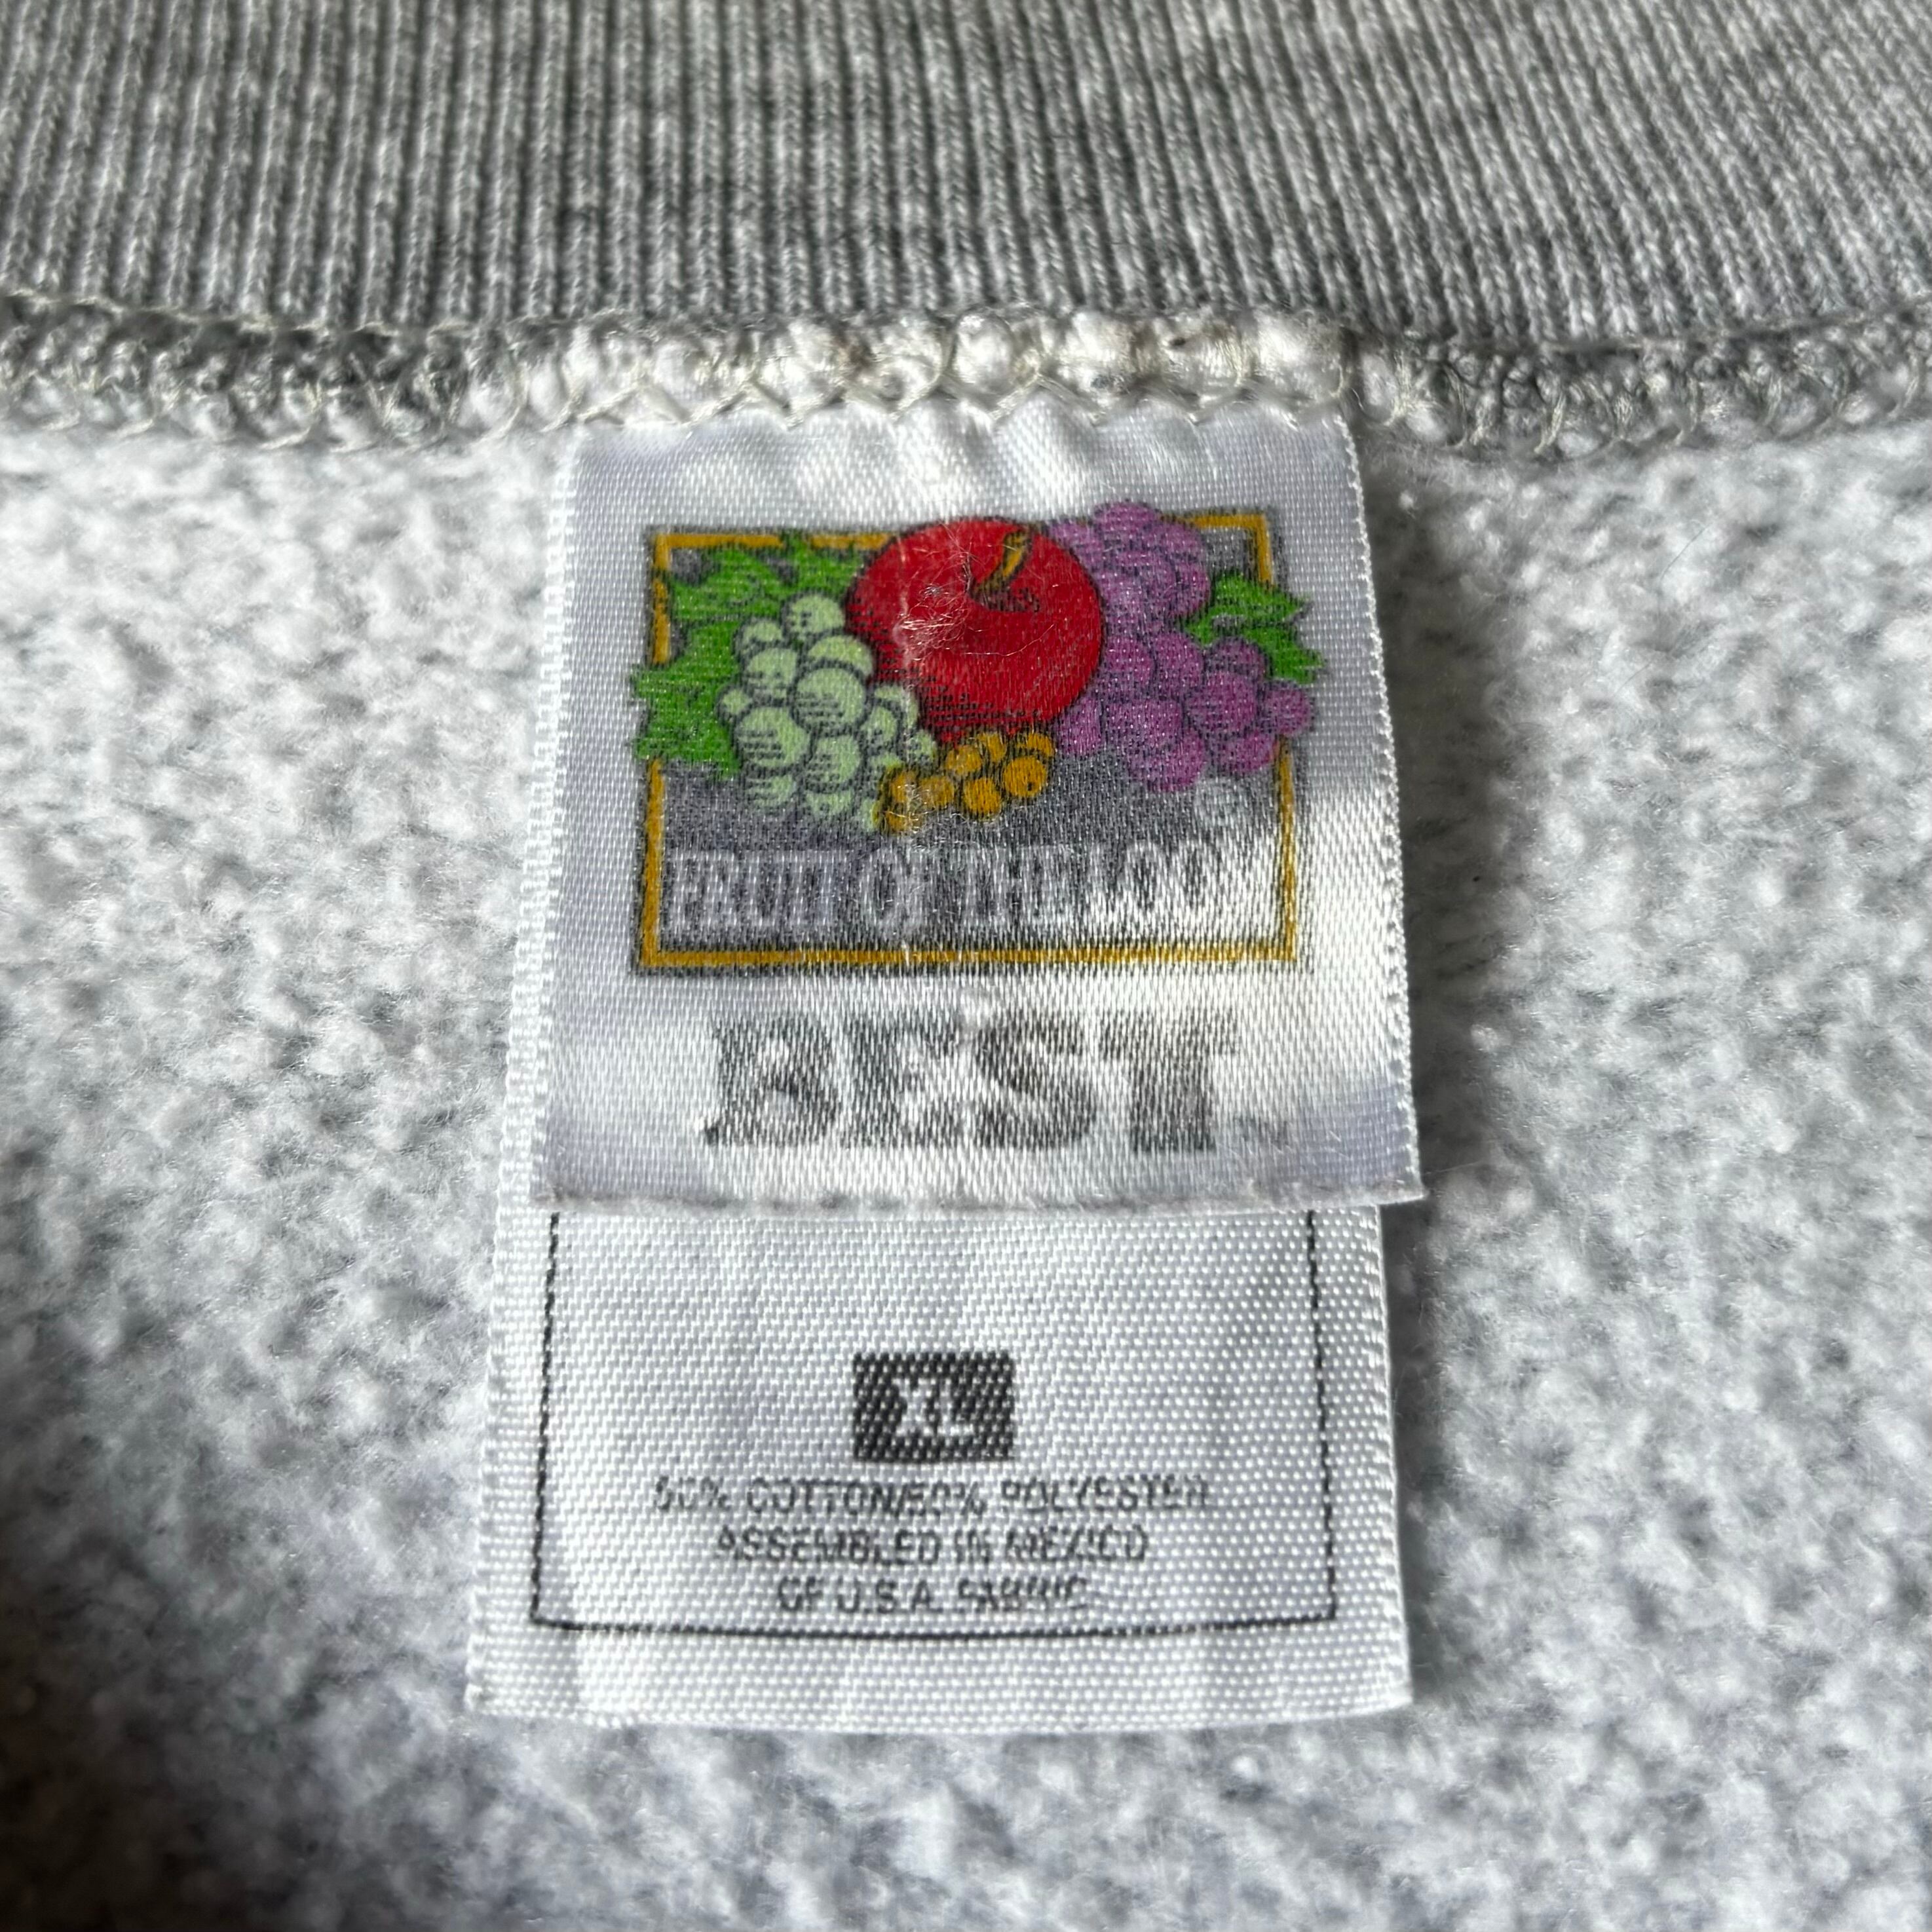 ®
FRUIT OF THE LOOM
BEST
XL
50% COTTON/50% POLYESTER
ASSEMBLED IN MEXICO
OF U.S.A. FABRIC